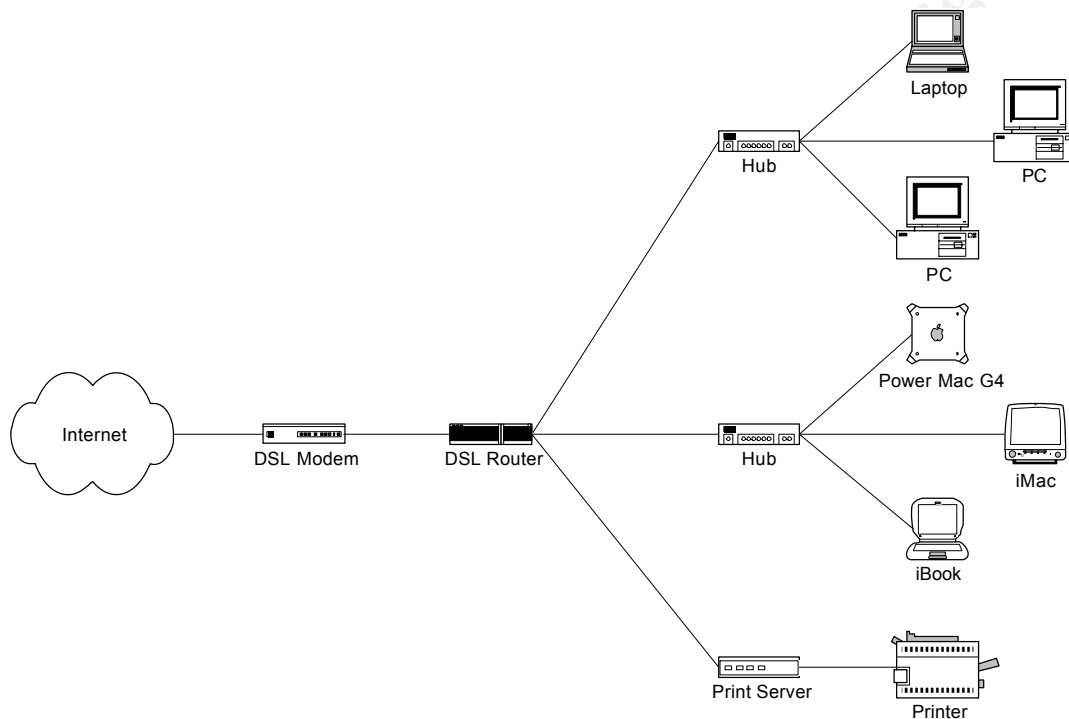 Laptop
Hub
PC
PC
Power Mac G4
Internet
DSL Modem
DSL Router
Hub
iMac
iBook
Print Server
Printer